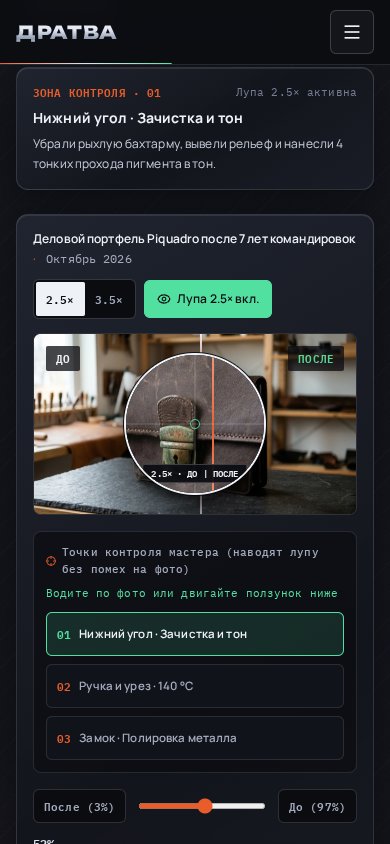 ДРАТВА
ЗОНА КОНТРОЛЯ · 01
Лупа 2.5× активна
Нижний угол · Зачистка и тон
Убрали рыхлую бахтарму, вывели рельеф и нанесли 4
тонких прохода пигмента в тон.
Деловой портфель Piquadro после 7 лет командировок
· Октябрь 2026
2.5×
3.5×
Лупа 2.5× вкл.
ДО
ПОСЛЕ
2.5× · ДО | ПОСЛЕ
Точки контроля мастера (наводят лупу
без помех на фото)
Водите по фото или двигайте ползунок ниже
01 Нижний угол · Зачистка и тон
02 Ручка и урез · 140 °C
03 Замок · Полировка металла
После (3%)
До (97%)
52%